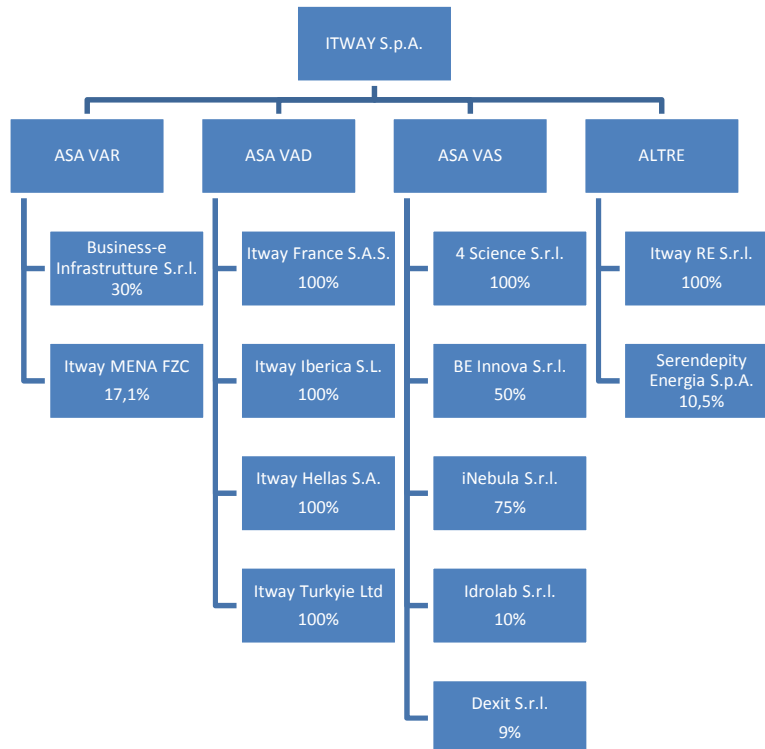 ITWAY S.p.A.
ASA VAR
ASA VAD
ASA VAS
ALTRE
Business-e
Infrastrutture S.r.l.
30%
Itway MENA FZC
17,1%
Itway France S.A.S.
100%
Itway Iberica S.L.
100%
Itway Hellas S.A.
100%
Itway Turkyie Ltd
100%
4 Science S.r.l.
100%
BE Innova S.r.l.
50%
iNebula S.r.l.
75%
Idrolab S.r.l.
10%
Dexit S.r.l.
9%
Itway RE S.r.l.
100%
Serendepity
Energia S.p.A.
10,5%